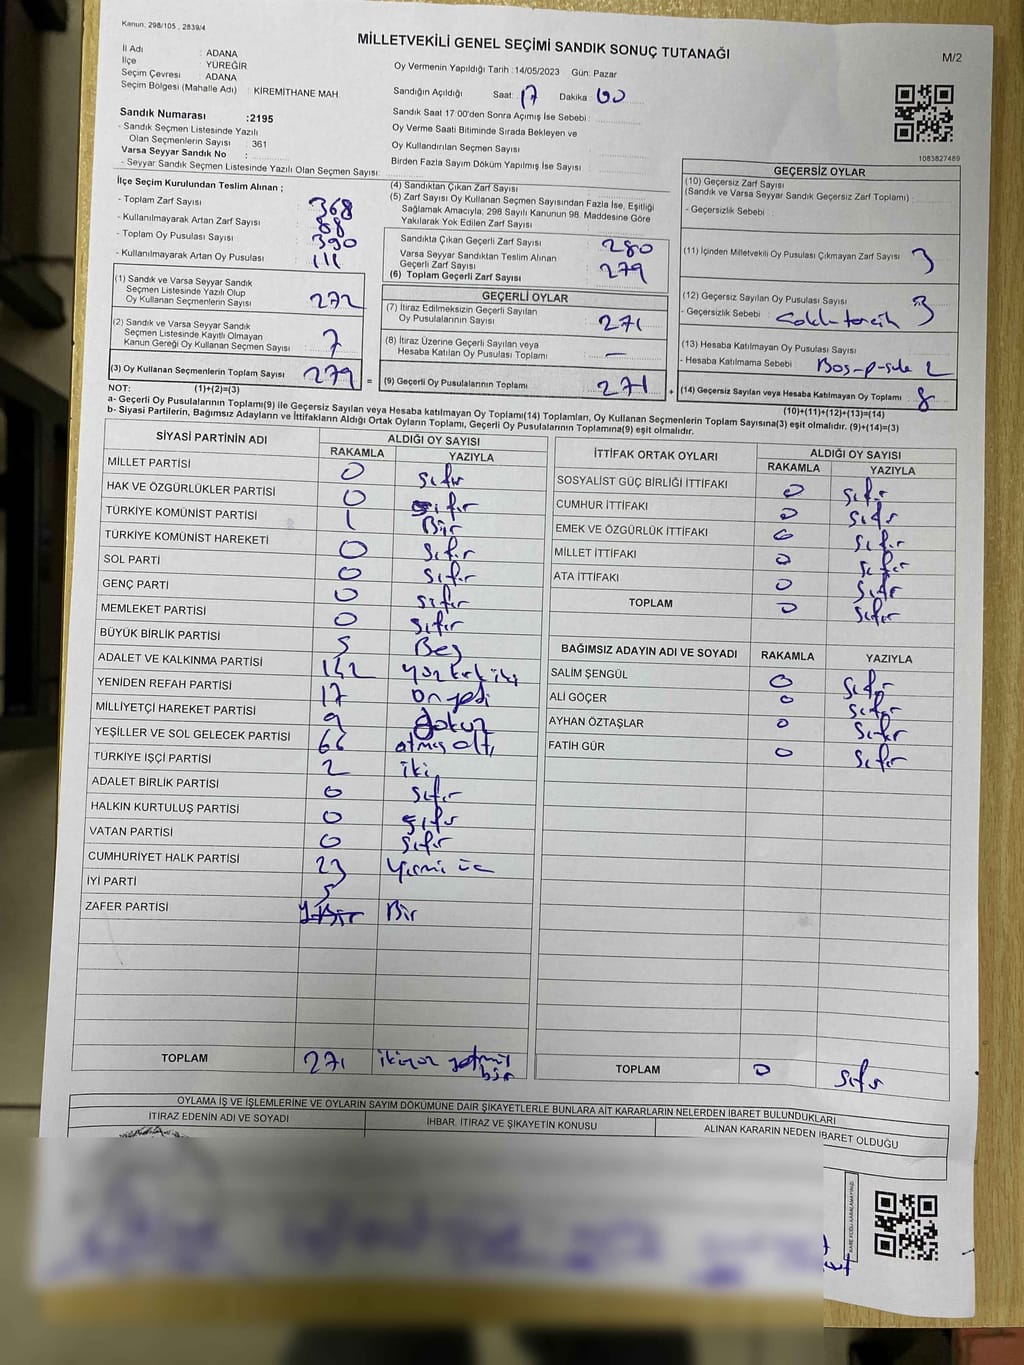 Kanun: 298/105 , 2839/4
MİLLETVEKİLİ GENEL SEÇİMİ SANDIK SONUÇ TUTANAĞI
M/2
İl Adı : ADANA
İlçe : YÜREĞİR
Seçim Çevresi : ADANA
Seçim Bölgesi (Mahalle Adı) : KİREMİTHANE MAH
Oy Vermenin Yapıldığı Tarih :14/05/2023 Gün: Pazar
Sandığın Açıldığı Saat: 17 Dakika: 00
Sandık Saat 17:00'den Sonra Açımış İse Sebebi :
Oy Verme Saati Bitiminde Sırada Bekleyen ve
Oy Kullandırılan Seçmen Sayısı :
Birden Fazla Sayım Döküm Yapılmış İse Sayısı :
1083827489
Sandık Numarası :2195
- Sandık Seçmen Listesinde Yazılı
Olan Seçmenlerin Sayısı : 361
Varsa Seyyar Sandık No :
- Seyyar Sandık Seçmen Listesinde Yazılı Olan Seçmen Sayısı:
İlçe Seçim Kurulundan Teslim Alınan ;
- Toplam Zarf Sayısı : 368
- Kullanılmayarak Artan Zarf Sayısı : 88
- Toplam Oy Pusulası Sayısı : 390
- Kullanılmayarak Artan Oy Pusulası : 111
(1) Sandık ve Varsa Seyyar Sandık
Seçmen Listesinde Yazılı Olup
Oy Kullanan Seçmenlerin Sayısı : 272
(2) Sandık ve Varsa Seyyar Sandık
Seçmen Listesinde Kayıtlı Olmayan
Kanun Gereği Oy Kullanan Seçmen Sayısı : 7
(3) Oy Kullanan Seçmenlerin Toplam Sayısı : 279 =
(4) Sandıktan Çıkan Zarf Sayısı :
(5) Zarf Sayısı Oy Kullanan Seçmen Sayısından Fazla İse, Eşitliği
Sağlamak Amacıyla, 298 Sayılı Kanunun 98. Maddesine Göre
Yakılarak Yok Edilen Zarf Sayısı :
Sandıkta Çıkan Geçerli Zarf Sayısı : 280
Varsa Seyyar Sandıktan Teslim Alınan
Geçerli Zarf Sayısı :
(6) Toplam Geçerli Zarf Sayısı : 279
GEÇERLİ OYLAR
(7) İtiraz Edilmeksizin Geçerli Sayılan
Oy Pusulalarının Sayısı : 271
(8) İtiraz Üzerine Geçerli Sayılan veya
Hesaba Katılan Oy Pusulası Toplamı : —
(9) Geçerli Oy Pusulalarının Toplamı : 271 +
GEÇERSİZ OYLAR
(10) Geçersiz Zarf Sayısı
(Sandık ve Varsa Seyyar Sandık Geçersiz Zarf Toplamı) :
- Geçersizlik Sebebi :
(11) İçinden Milletvekili Oy Pusulası Çıkmayan Zarf Sayısı : 3
(12) Geçersiz Sayılan Oy Pusulası Sayısı : 3
- Geçersizlik Sebebi :
(13) Hesaba Katılmayan Oy Pusulası Sayısı :
- Hesaba Katılmama Sebebi : 2
(14) Geçersiz Sayılan veya Hesaba Katılmayan Oy Toplamı : 8
NOT: (1)+(2)=(3) (10)+(11)+(12)+(13)=(14)
a- Geçerli Oy Pusulalarının Toplamı(9) ile Geçersiz Sayılan veya Hesaba katılmayan Oy Toplamı(14) Toplamları, Oy Kullanan Seçmenlerin Toplam Sayısına(3) eşit olmalıdır. (9)+(14)=(3)
b- Siyasi Partilerin, Bağımsız Adayların ve İttifakların Aldığı Ortak Oyların Toplamı, Geçerli Oy Pusulalarının Toplamına(9) eşit olmalıdır.
SİYASİ PARTİNİN ADI ALDIĞI OY SAYISI
RAKAMLA YAZIYLA
MİLLET PARTİSİ 0 sıfır
HAK VE ÖZGÜRLÜKLER PARTİSİ 0 sıfır
TÜRKİYE KOMÜNİST PARTİSİ 1 Bir
TÜRKİYE KOMÜNİST HAREKETİ 0 sıfır
SOL PARTİ 0 sıfır
GENÇ PARTİ 0 sıfır
MEMLEKET PARTİSİ 0 sıfır
BÜYÜK BİRLİK PARTİSİ 5 Beş
ADALET VE KALKINMA PARTİSİ 142 yüz kırk iki
YENİDEN REFAH PARTİSİ 17 on yedi
MİLLİYETÇİ HAREKET PARTİSİ 9 dokuz
YEŞİLLER VE SOL GELECEK PARTİSİ 66 atmış altı
TÜRKİYE İŞÇİ PARTİSİ 2 iki
ADALET BİRLİK PARTİSİ 0 sıfır
HALKIN KURTULUŞ PARTİSİ 0 sıfır
VATAN PARTİSİ 0 sıfır
CUMHURİYET HALK PARTİSİ 23 yirmi üç
İYİ PARTİ 5
ZAFER PARTİSİ 1 Bir Bir
TOPLAM 271 ikiyüz yetmiş bir
İTTİFAK ORTAK OYLARI ALDIĞI OY SAYISI
RAKAMLA YAZIYLA
SOSYALİST GÜÇ BİRLİĞİ İTTİFAKI 0 sıfır
CUMHUR İTTİFAKI 0 sıfır
EMEK VE ÖZGÜRLÜK İTTİFAKI 0 sıfır
MİLLET İTTİFAKI 0 sıfır
ATA İTTİFAKI 0 sıfır
TOPLAM 0 sıfır
BAĞIMSIZ ADAYIN ADI VE SOYADI RAKAMLA YAZIYLA
SALİM ŞENGÜL 0 sıfır
ALİ GÖÇER 0 sıfır
AYHAN ÖZTAŞLAR 0 sıfır
FATİH GÜR 0 sıfır
TOPLAM 0 sıfır
OYLAMA İŞ VE İŞLEMLERİNE VE OYLARIN SAYIM DÖKÜMÜNE DAİR ŞİKAYETLERLE BUNLARA AİT KARARLARIN NELERDEN İBARET BULUNDUKLARI
İTİRAZ EDENİN ADI VE SOYADI İHBAR, İTİRAZ VE ŞİKAYETİN KONUSU ALINAN KARARIN NEDEN İBARET OLDUĞU
KARE KODU KARALAMAYINIZ!